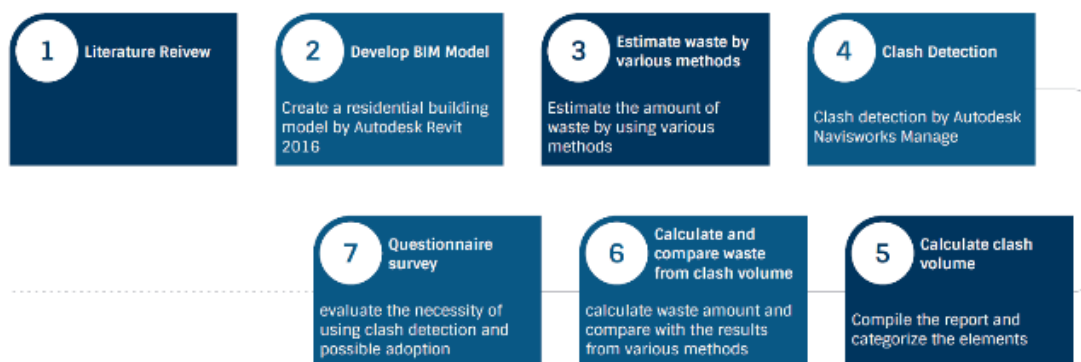 1
Literature Reivew
2
Develop BIM Model
Create a residential building
model by Autodesk Revit
2016
3
Estimate waste by
various methods
Estimate the amount of
waste by using various
methods
4
Clash Detection
Clash detection by Autodesk
Navisworks Manage
5
Calculate clash
volume
Compile the report and
categorize the elements
6
Calculate and
compare waste
from clash volume
calculate waste amount and
compare with the results
from various methods
7
Questionnaire
survey
evaluate the necessity of
using clash detection and
possible adoption